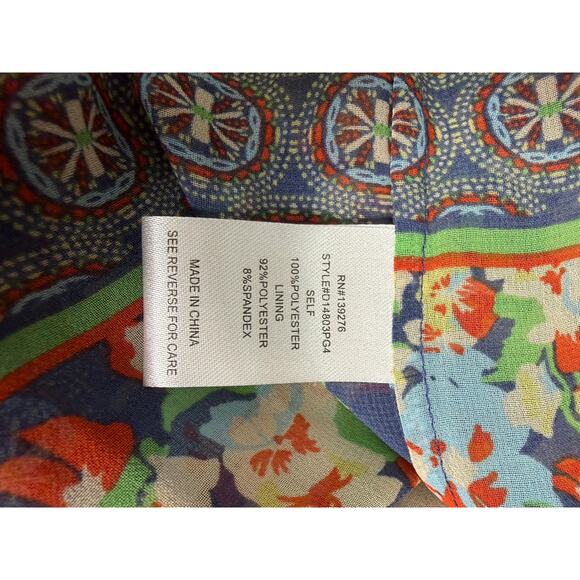 RN#139276
STYLE#D14803PG4
SELF
100%POLYESTER
LINING
92%POLYESTER
8%SPANDEX
MADE IN CHINA
SEE REVERSE FOR CARE